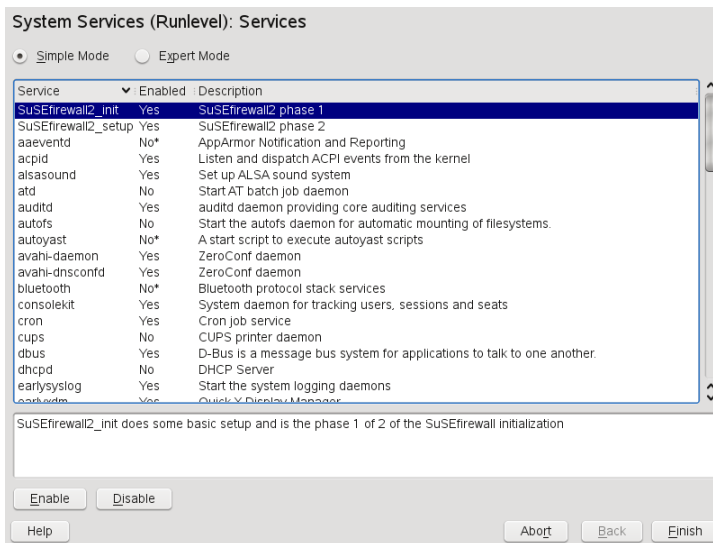 System Services (Runlevel): Services
Simple Mode Expert Mode
Service Enabled Description
SuSEfirewall2_init Yes SuSEfirewall2 phase 1
SuSEfirewall2_setup Yes SuSEfirewall2 phase 2
aaeventd No* AppArmor Notification and Reporting
acpid Yes Listen and dispatch ACPI events from the kernel
alsasound Yes Set up ALSA sound system
atd No Start AT batch job daemon
auditd Yes auditd daemon providing core auditing services
autofs No Start the autofs daemon for automatic mounting of filesystems.
autoyast No* A start script to execute autoyast scripts
avahi-daemon Yes ZeroConf daemon
avahi-dnsconfd Yes ZeroConf daemon
bluetooth No* Bluetooth protocol stack services
consolekit Yes System daemon for tracking users, sessions and seats
cron Yes Cron job service
cups No CUPS printer daemon
dbus Yes D-Bus is a message bus system for applications to talk to one another.
dhcpd No DHCP Server
earlysyslog Yes Start the system logging daemons
earlyxdm Yes Quick X Display Manager
SuSEfirewall2_init does some basic setup and is the phase 1 of 2 of the SuSEfirewall initialization
Enable Disable
Help Abort Back Finish